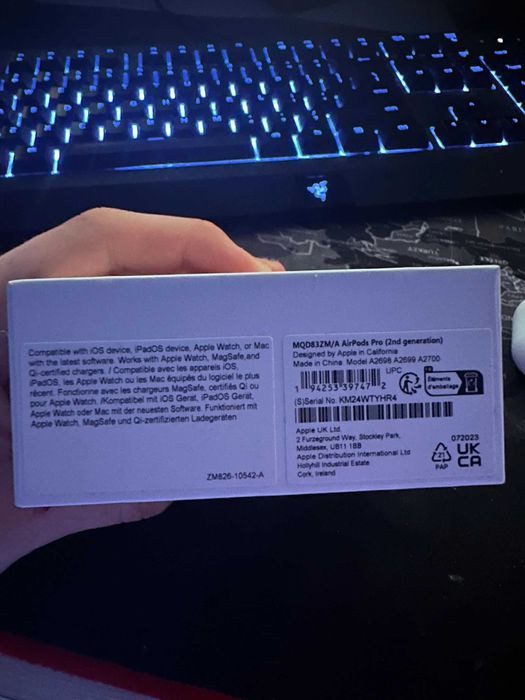 Compatible with iOS device, iPadOS device, Apple Watch, or Mac
with the latest software. Works with Apple Watch, MagSafe,and
Qi-certified chargers. / Compatible avec les appareils iOS,
iPadOS, les Apple Watch ou les Mac équipés du logiciel le plus
récent. Fonctionne avec les chargeurs MagSafe, certifiés Qi ou
pour Apple Watch. /Kompatibel mit iOS Gerät, iPadOS Gerät,
Apple Watch oder Mac mit der neuesten Software. Funktioniert mit
Apple Watch, MagSafe und Qi-zertifizierten Ladegeräten
ZM826-10542-A
MQD83ZM/A AirPods Pro (2nd generation)
Designed by Apple in California
Made in China Model A2698 A2699 A2700
UPC
1 94253 39747 2
FR
Éléments
d'emballage
(S)Serial No. KM24WTYHR4
Apple UK Ltd.
2 Furzeground Way, Stockley Park,
Middlesex, UB11 1BB
Apple Distribution International Ltd
Hollyhill Industrial Estate
Cork, Ireland
072023
21
PAP
UK
CA